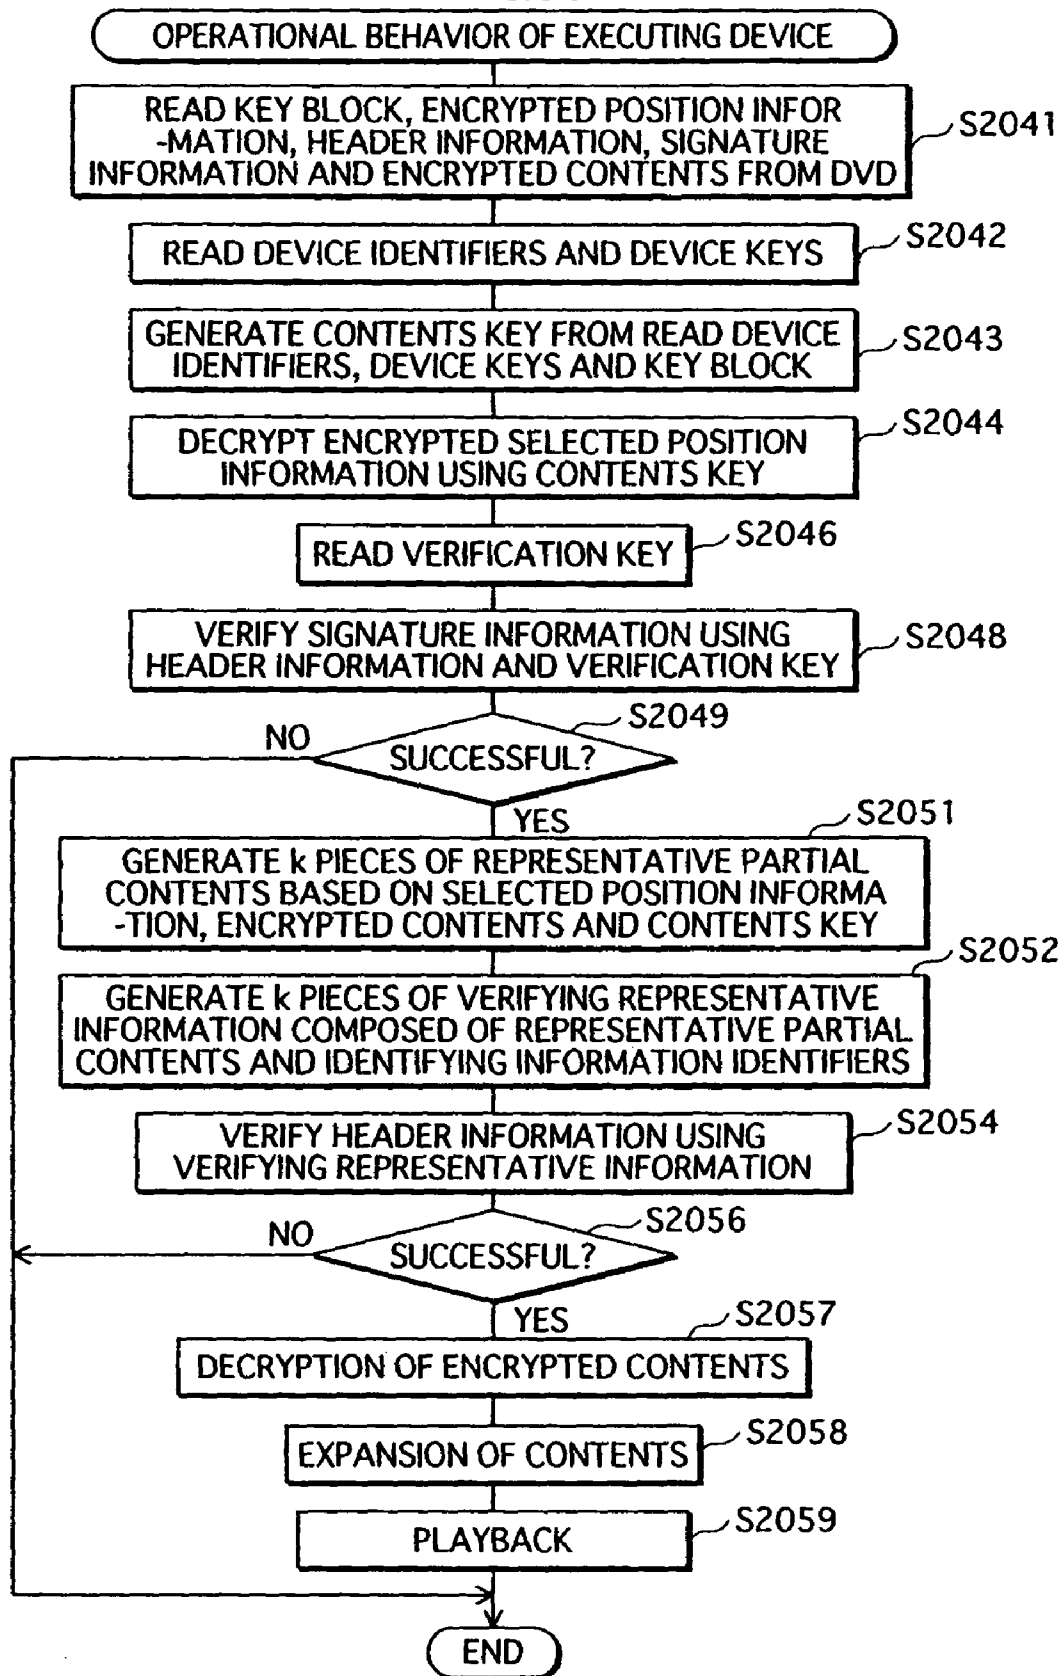 OPERATIONAL BEHAVIOR OF EXECUTING DEVICE
READ KEY BLOCK, ENCRYPTED POSITION INFOR
-MATION, HEADER INFORMATION, SIGNATURE
INFORMATION AND ENCRYPTED CONTENTS FROM DVD
S2041
READ DEVICE IDENTIFIERS AND DEVICE KEYS
S2042
GENERATE CONTENTS KEY FROM READ DEVICE
IDENTIFIERS, DEVICE KEYS AND KEY BLOCK
S2043
DECRYPT ENCRYPTED SELECTED POSITION
INFORMATION USING CONTENTS KEY
S2044
READ VERIFICATION KEY
S2046
VERIFY SIGNATURE INFORMATION USING
HEADER INFORMATION AND VERIFICATION KEY
S2048
SUCCESSFUL?
S2049
NO
YES
GENERATE k PIECES OF REPRESENTATIVE PARTIAL
CONTENTS BASED ON SELECTED POSITION INFORMA
-TION, ENCRYPTED CONTENTS AND CONTENTS KEY
S2051
GENERATE k PIECES OF VERIFYING REPRESENTATIVE
INFORMATION COMPOSED OF REPRESENTATIVE PARTIAL
CONTENTS AND IDENTIFYING INFORMATION IDENTIFIERS
S2052
VERIFY HEADER INFORMATION USING
VERIFYING REPRESENTATIVE INFORMATION
S2054
SUCCESSFUL?
S2056
NO
YES
DECRYPTION OF ENCRYPTED CONTENTS
S2057
EXPANSION OF CONTENTS
S2058
PLAYBACK
S2059
END